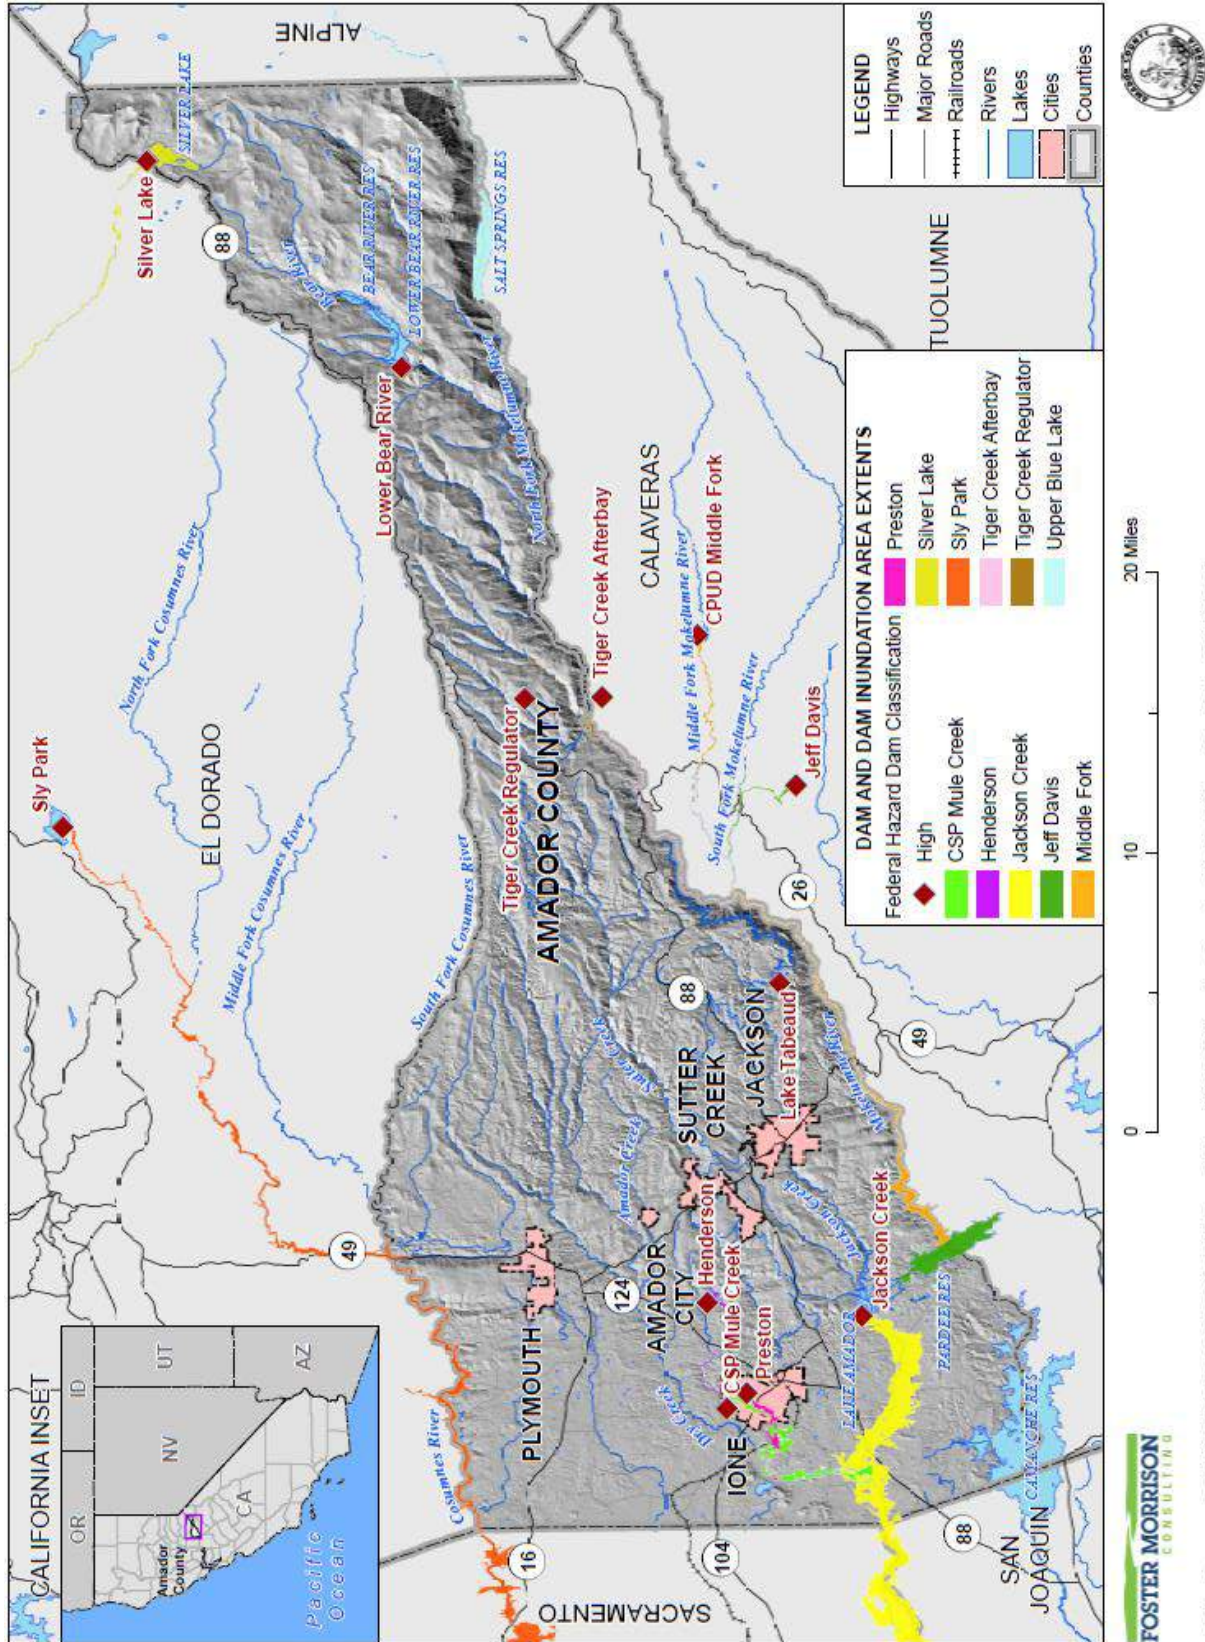 CALIFORNIA INSET
OR
ID
NV
UT
CA
AZ
Amador
County
Pacific
Ocean
Sly Park
EL DORADO
North Fork Cosumnes River
Middle Fork Cosumnes River
South Fork Cosumnes River
Cosumnes River
ALPINE
Silver Lake
SILVER LAKE
88
Bear River
BEAR RIVER RES
LOWER BEAR RIVER RES
SALT SPRINGS RES
Lower Bear River
North Fork Mokelumne River
49
16
PLYMOUTH
124
AMADOR
CITY
Amador Creek
Sutter Creek
SUTTER
CREEK
AMADOR COUNTY
Tiger Creek Regulator
Tiger Creek Afterbay
CALAVERAS
CPUD Middle Fork
Middle Fork Mokelumne River
South Fork Mokelumne River
Jeff Davis
TUOLUMNE
88
JACKSON
Lake Tabeaud
Mokelumne River
26
49
Henderson
CSP Mule Creek
Preston
Dry Creek
IONE
Jackson Creek
Jackson Creek
LAKE AMADOR
PARDEE RES
CAMANCHE RES
104
88
SACRAMENTO
SAN
JOAQUIN
LEGEND
Highways
Major Roads
Railroads
Rivers
Lakes
Cities
Counties
DAM AND DAM INUNDATION AREA EXTENTS
Federal Hazard Dam Classification
High
CSP Mule Creek
Henderson
Jackson Creek
Jeff Davis
Middle Fork
Preston
Silver Lake
Sly Park
Tiger Creek Afterbay
Tiger Creek Regulator
Upper Blue Lake
0
10
20 Miles
FOSTER MORRISON
CONSULTING
AMADOR COUNTY